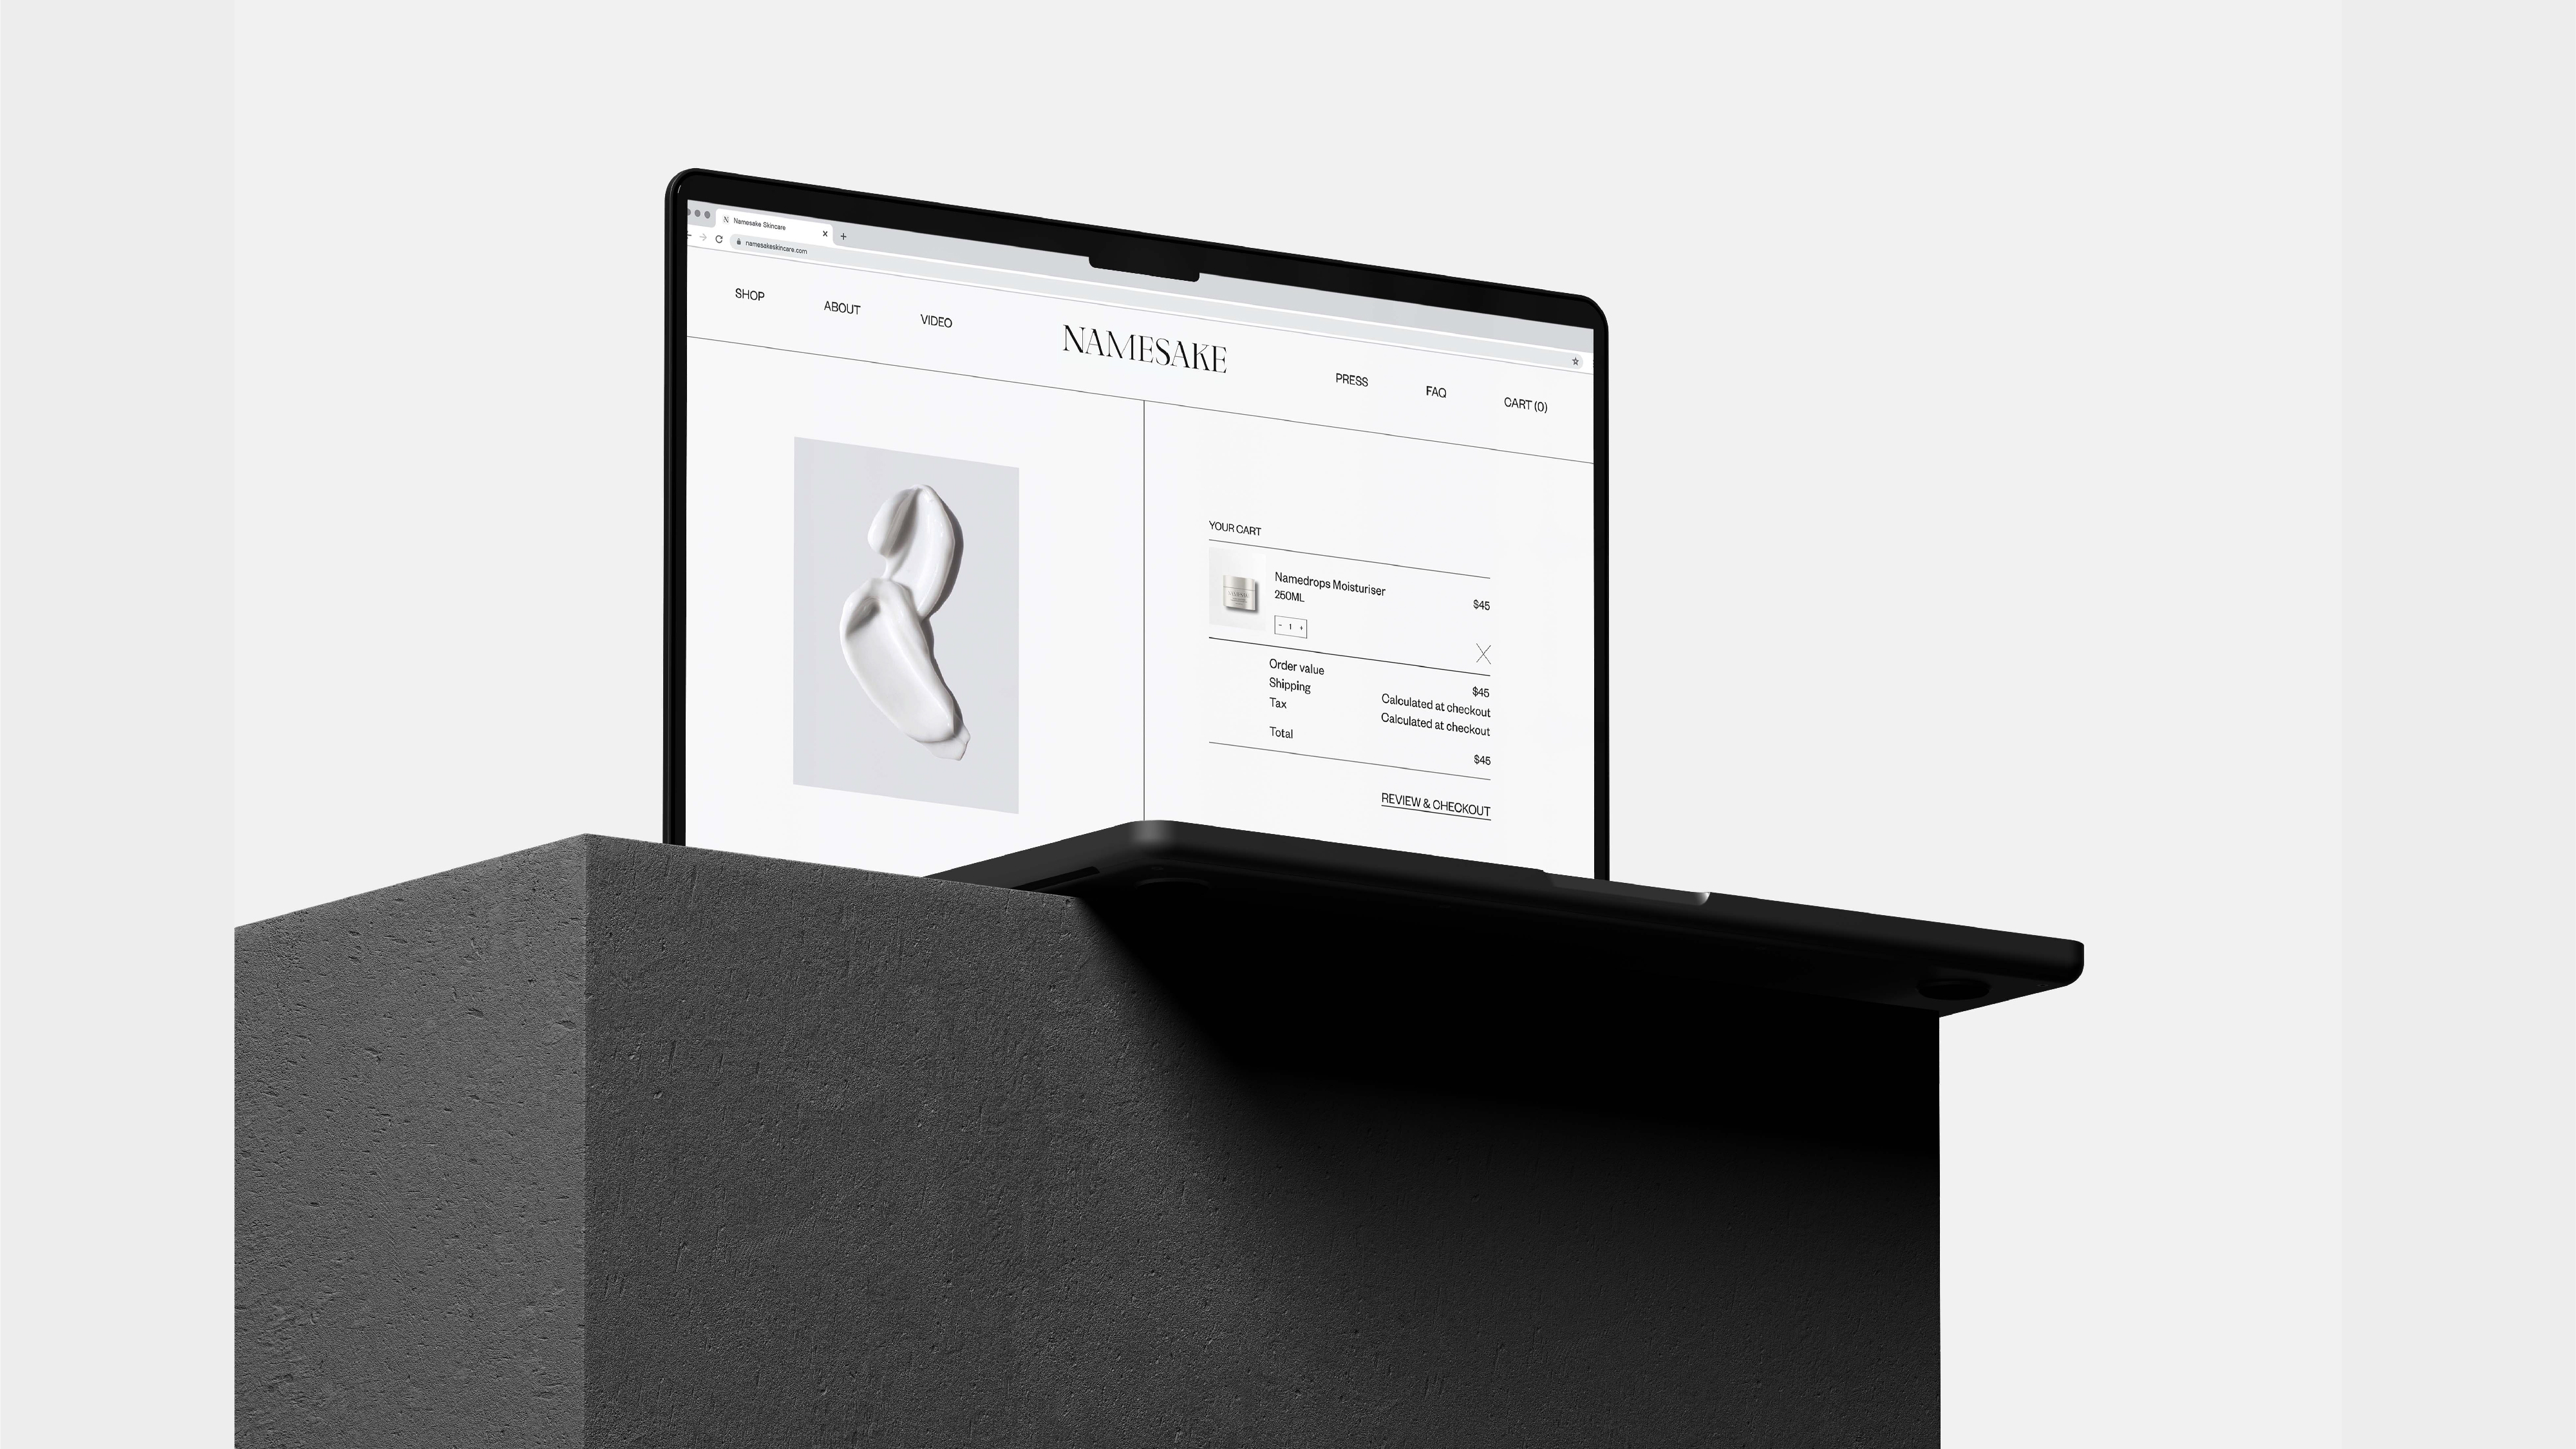 Namesake Skincare
namesakeskincare.com
SHOP
ABOUT
VIDEO
NAMESAKE
PRESS
FAQ
CART (0)
YOUR CART
Namedrops Moisturiser
250ML
$45
- 1 +
Order value
$45
Shipping
Calculated at checkout
Tax
Calculated at checkout
Total
$45
REVIEW & CHECKOUT